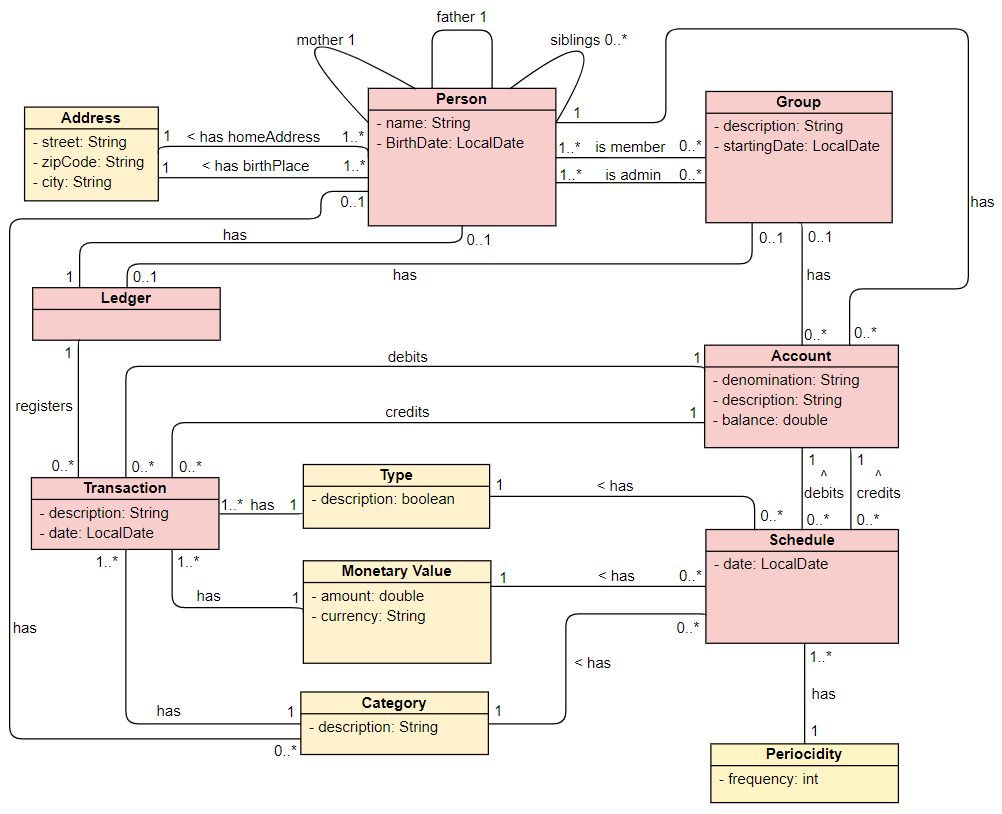 father 1
mother 1
siblings 0..*
Person
- name: String
- BirthDate: LocalDate
1
Group
- description: String
- startingDate: LocalDate
Address
- street: String
- zipCode: String
- city: String
1 < has homeAddress 1..*
1 < has birthPlace 1..*
1..* is member 0..*
1..* is admin 0..*
0..1
has
0..1
has
0..1
0..1
has
1
0..1
has
Ledger
has
0..*
0..*
1
registers
0..*
debits
1
credits
1
0..*
0..*
Account
- denomination: String
- description: String
- balance: double
Transaction
- description: String
- date: LocalDate
1..* has 1
Type
- description: boolean
1
< has
0..*
1
^
debits
0..*
1
^
credits
0..*
Schedule
- date: LocalDate
1..*
1..*
has
1
Monetary Value
- amount: double
- currency: String
1
< has
0..*
0..*
< has
has
has
1
Category
- description: String
1
0..*
1..*
has
1
Periocidity
- frequency: int